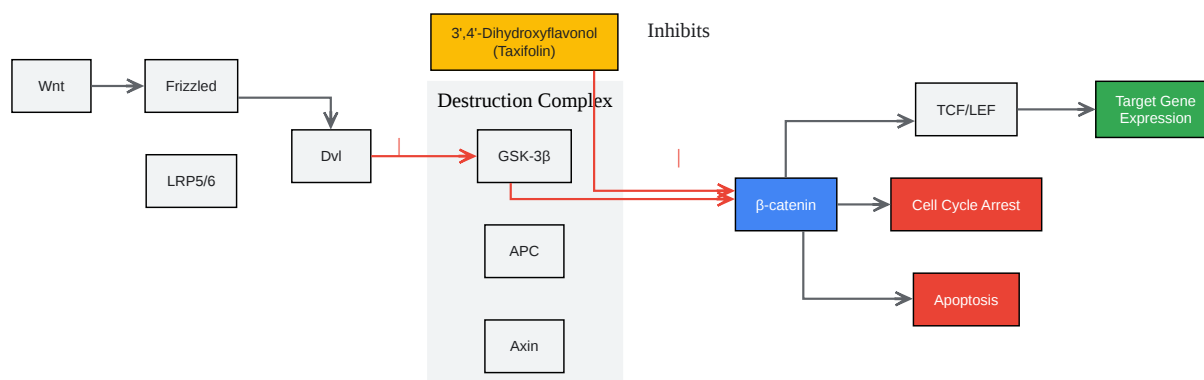 3',4'-Dihydroxyflavonol
(Taxifolin)
Inhibits
Wnt
Frizzled
Destruction Complex
TCF/LEF
Target Gene
Expression
Dvl
GSK-3β
LRP5/6
β-catenin
Cell Cycle Arrest
APC
Apoptosis
Axin